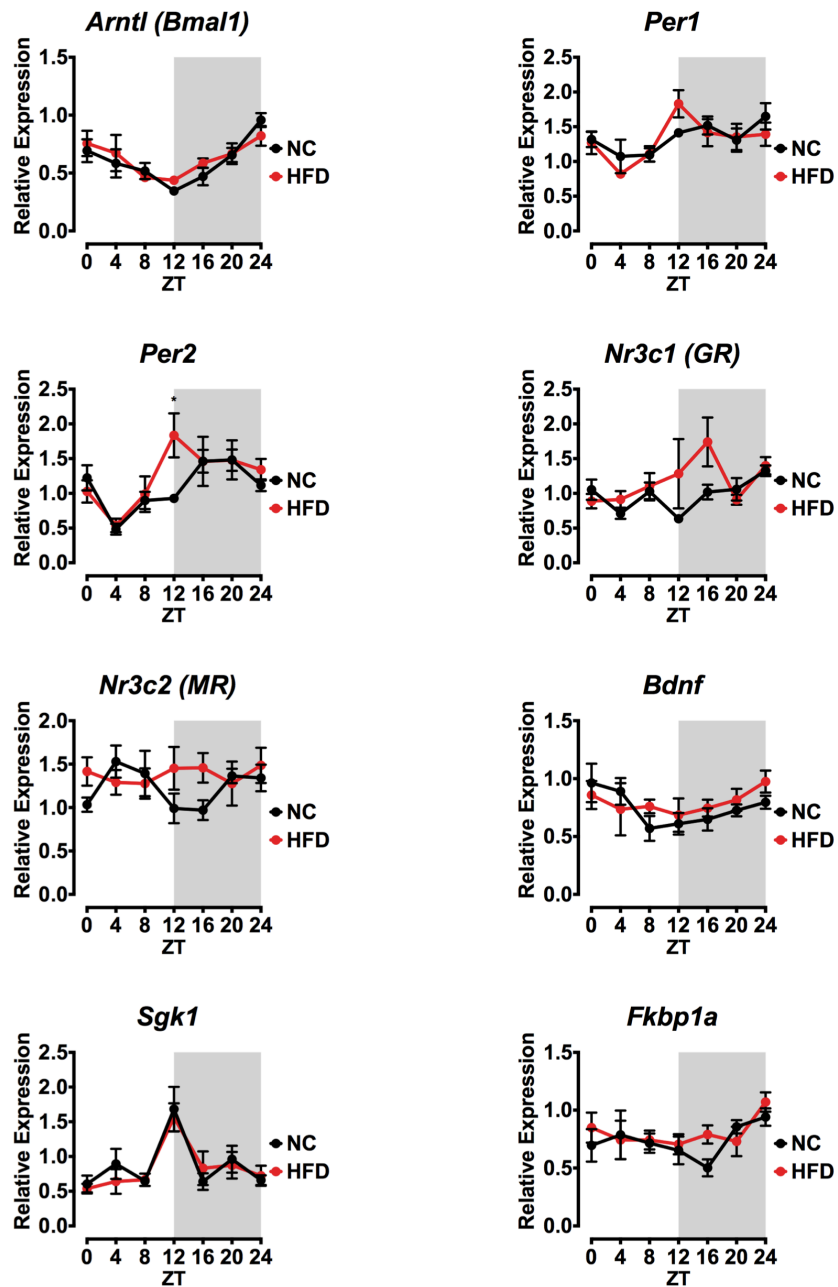 Arntl (Bmal1)
Relative Expression
1.5
1.0
0.5
0.0
0 4 8 12 16 20 24
ZT
NC
HFD
Per1
Relative Expression
2.5
2.0
1.5
1.0
0.5
0.0
0 4 8 12 16 20 24
ZT
NC
HFD
Per2
Relative Expression
2.5
2.0
1.5
1.0
0.5
0.0
*
0 4 8 12 16 20 24
ZT
NC
HFD
Nr3c1 (GR)
Relative Expression
2.5
2.0
1.5
1.0
0.5
0.0
0 4 8 12 16 20 24
ZT
NC
HFD
Nr3c2 (MR)
Relative Expression
2.0
1.5
1.0
0.5
0.0
0 4 8 12 16 20 24
ZT
NC
HFD
Bdnf
Relative Expression
1.5
1.0
0.5
0.0
0 4 8 12 16 20 24
ZT
NC
HFD
Sgk1
Relative Expression
2.5
2.0
1.5
1.0
0.5
0.0
0 4 8 12 16 20 24
ZT
NC
HFD
Fkbp1a
Relative Expression
1.5
1.0
0.5
0.0
0 4 8 12 16 20 24
ZT
NC
HFD